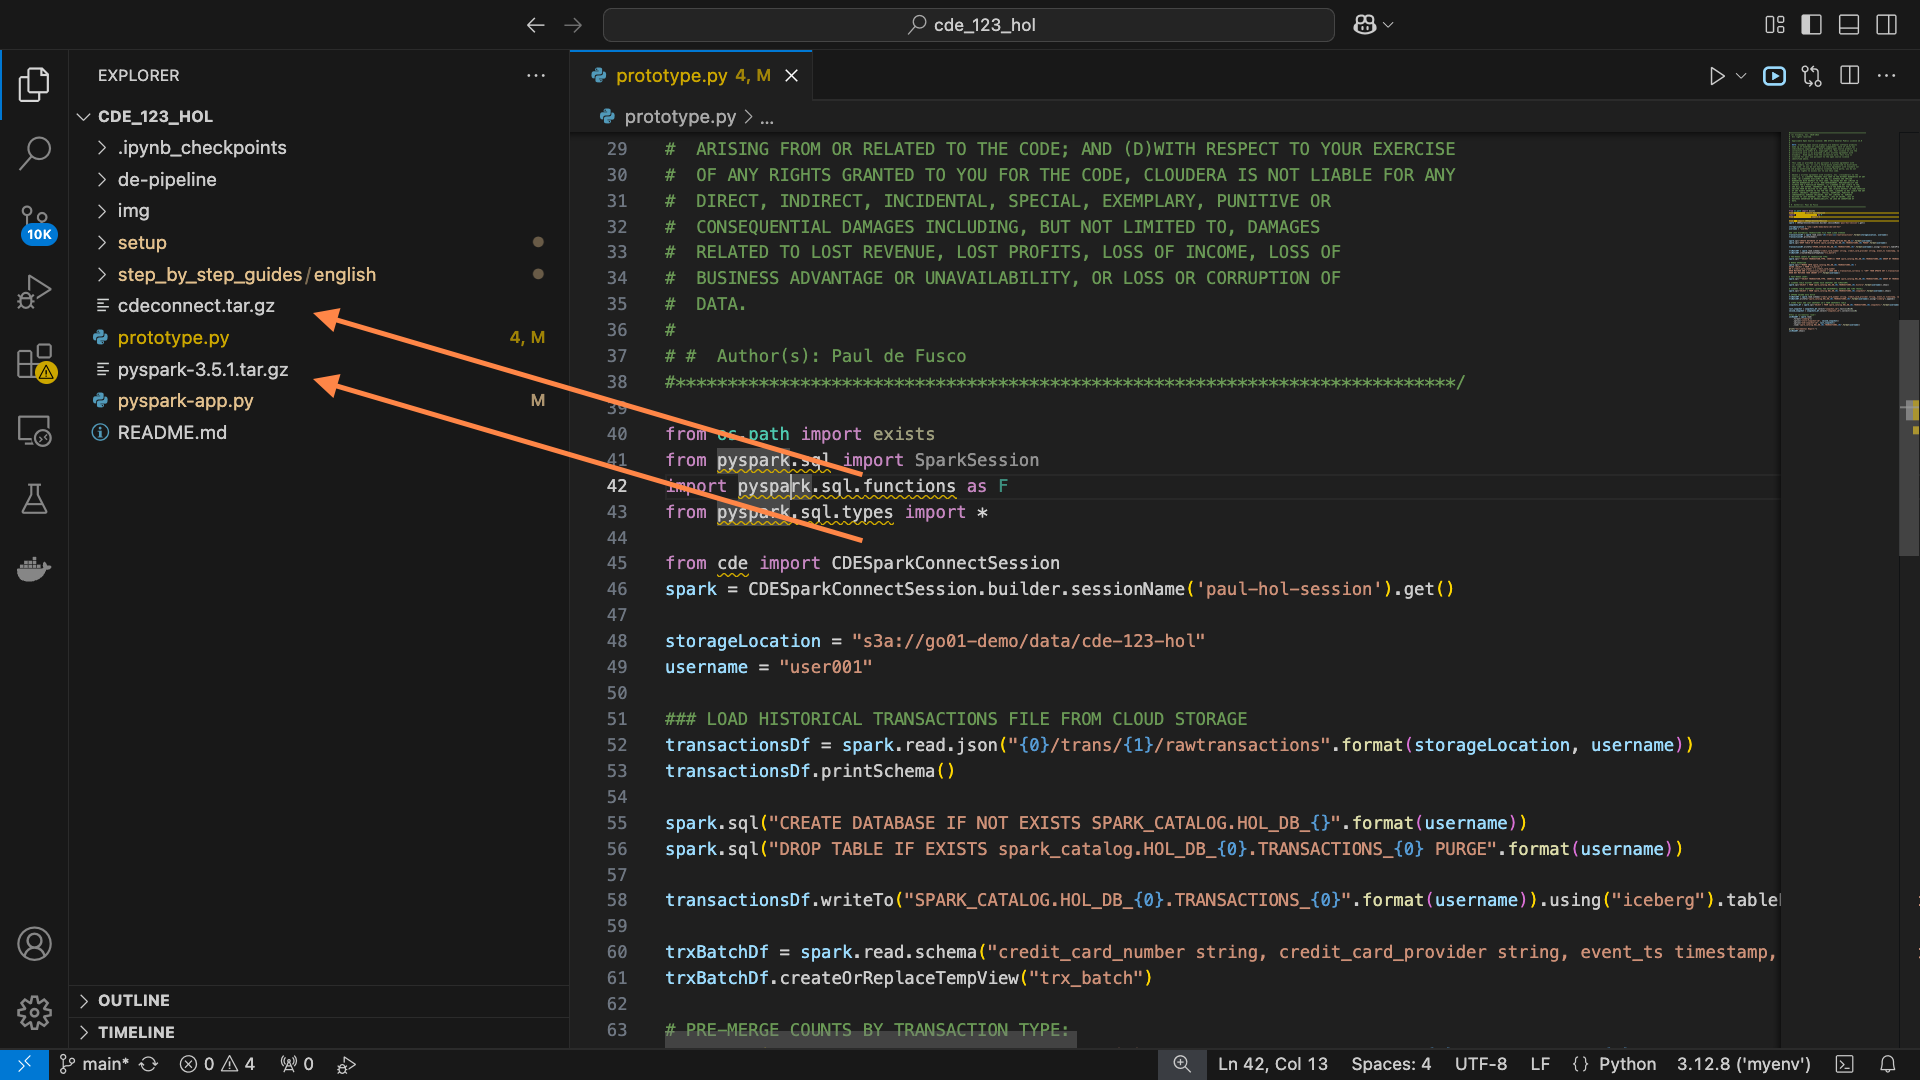 cde_123_hol
EXPLORER
CDE_123_HOL
.ipynb_checkpoints
de-pipeline
img
setup
step_by_step_guides/english
cdeconnect.tar.gz
prototype.py 4, M
pyspark-3.5.1.tar.gz
pyspark-app.py M
README.md
10K
OUTLINE
TIMELINE
prototype.py 4, M
prototype.py > ...
29 #  ARISING FROM OR RELATED TO THE CODE; AND (D)WITH RESPECT TO YOUR EXERCISE
30 #  OF ANY RIGHTS GRANTED TO YOU FOR THE CODE, CLOUDERA IS NOT LIABLE FOR ANY
31 #  DIRECT, INDIRECT, INCIDENTAL, SPECIAL, EXEMPLARY, PUNITIVE OR
32 #  CONSEQUENTIAL DAMAGES INCLUDING, BUT NOT LIMITED TO, DAMAGES
33 #  RELATED TO LOST REVENUE, LOST PROFITS, LOSS OF INCOME, LOSS OF
34 #  BUSINESS ADVANTAGE OR UNAVAILABILITY, OR LOSS OR CORRUPTION OF
35 #  DATA.
36 #
37 # #  Author(s): Paul de Fusco
38 #***************************************************************************/
39
40 from os.path import exists
41 from pyspark.sql import SparkSession
42 import pyspark.sql.functions as F
43 from pyspark.sql.types import *
44
45 from cde import CDESparkConnectSession
46 spark = CDESparkConnectSession.builder.sessionName('paul-hol-session').get()
47
48 storageLocation = "s3a://go01-demo/data/cde-123-hol"
49 username = "user001"
50
51 ### LOAD HISTORICAL TRANSACTIONS FILE FROM CLOUD STORAGE
52 transactionsDf = spark.read.json("{0}/trans/{1}/rawtransactions".format(storageLocation, username))
53 transactionsDf.printSchema()
54
55 spark.sql("CREATE DATABASE IF NOT EXISTS SPARK_CATALOG.HOL_DB_{}".format(username))
56 spark.sql("DROP TABLE IF EXISTS spark_catalog.HOL_DB_{0}.TRANSACTIONS_{0} PURGE".format(username))
57
58 transactionsDf.writeTo("SPARK_CATALOG.HOL_DB_{0}.TRANSACTIONS_{0}".format(username)).using("iceberg").table
59
60 trxBatchDf = spark.read.schema("credit_card_number string, credit_card_provider string, event_ts timestamp,
61 trxBatchDf.createOrReplaceTempView("trx_batch")
62
63 # PRE-MERGE COUNTS BY TRANSACTION TYPE:
main* 0 4 0 Ln 42, Col 13 Spaces: 4 UTF-8 LF {} Python 3.12.8 ('myenv')